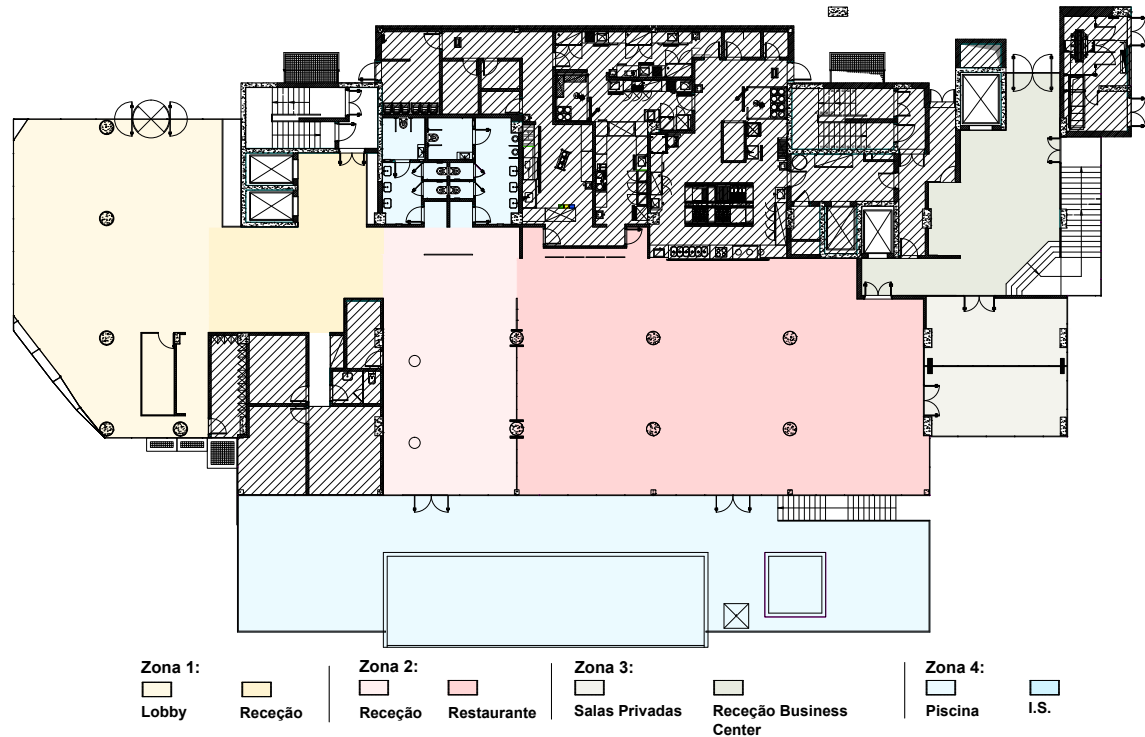 Zona 1:
Lobby
Receção
Zona 2:
Receção
Restaurante
Zona 3:
Salas Privadas
Receção Business
Center
Zona 4:
Piscina
I.S.